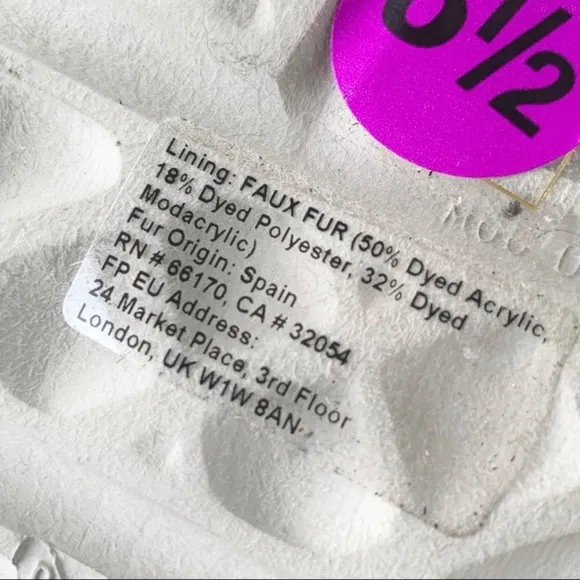 ½
Lining: FAUX FUR (50% Dyed Acrylic,
18% Dyed Polyester, 32% Dyed
Modacrylic)
Fur Origin: Spain
RN # 66170, CA # 32054
FP EU Address:
24 Market Place, 3rd Floor
London, UK W1W 8AN